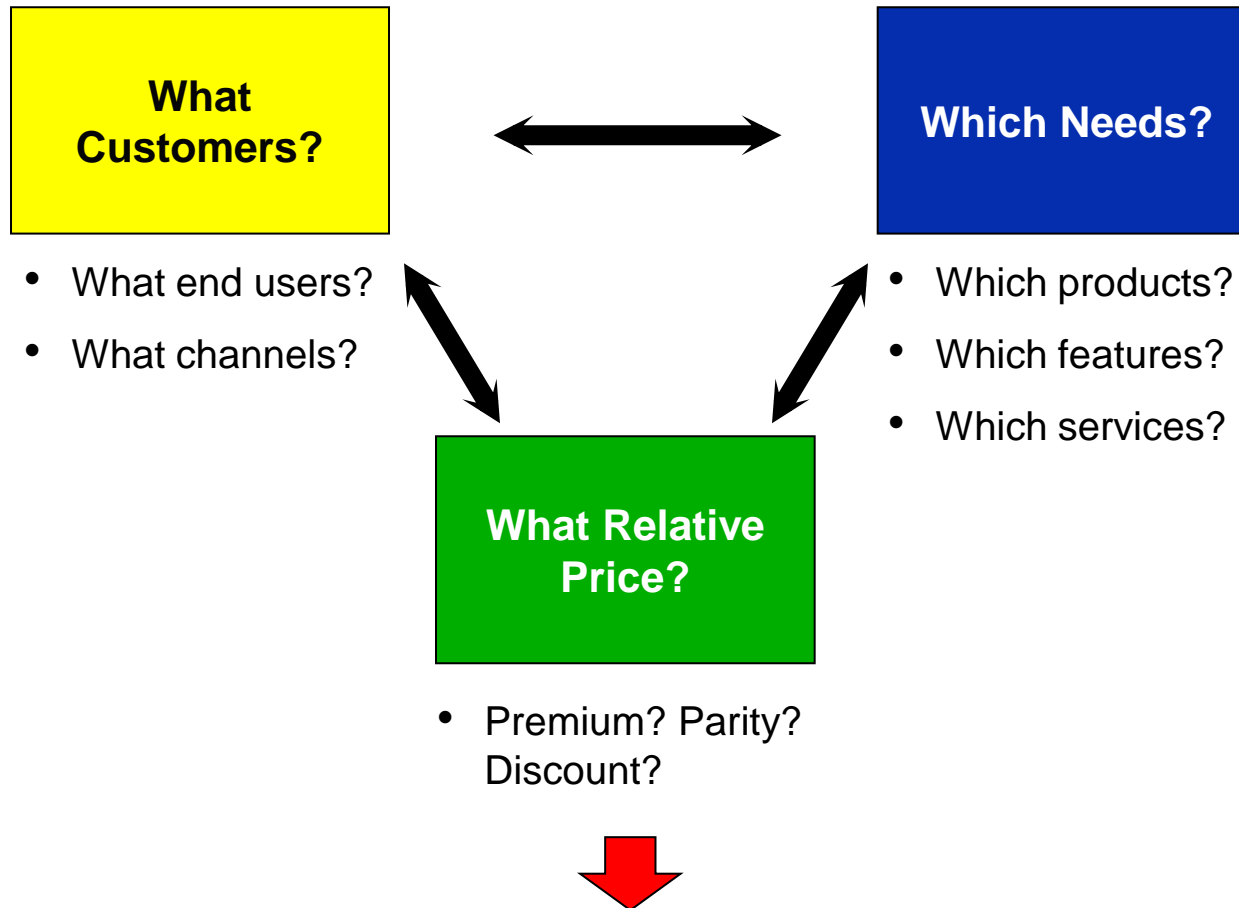 What
Customers?
Which Needs?
• What end users?
• What channels?
• Which products?
• Which features?
• Which services?
What Relative
Price?
• Premium? Parity?
Discount?